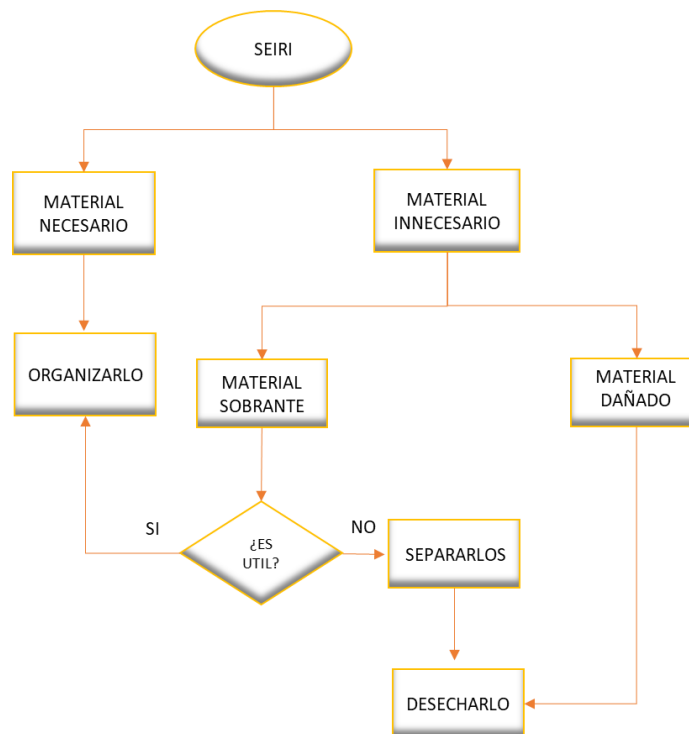 SEIRI
MATERIAL
NECESARIO
MATERIAL
INNECESARIO
ORGANIZARLO
MATERIAL
SOBRANTE
MATERIAL
DAÑADO
SI
¿ES
UTIL?
NO
SEPARARLOS
DESECHARLO